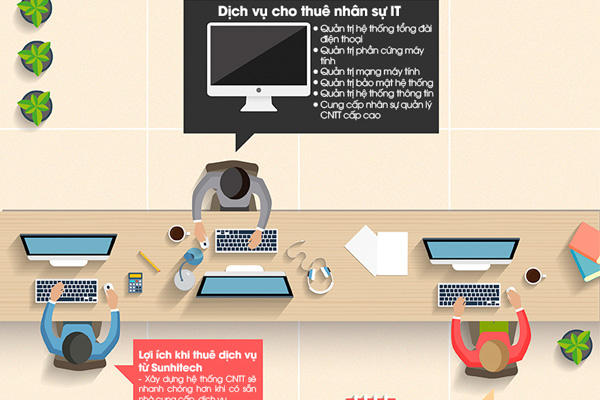 Dịch vụ cho thuê nhân sự IT
• Quản trị hệ thống tổng đài
điện thoại
• Quản trị phần cứng máy
tính
• Quản trị mạng máy tính
• Quản trị bảo mật hệ thống
• Quản trị hệ thống thông tin
• Cung cấp nhân sự quản lý
CNTT cấp cao
Lợi ích khi thuê dịch vụ
từ Sunhitech
- Xây dựng hệ thống CNTT sẽ
nhanh chóng hơn khi có sẵn
nhà cung cấp dịch vụ